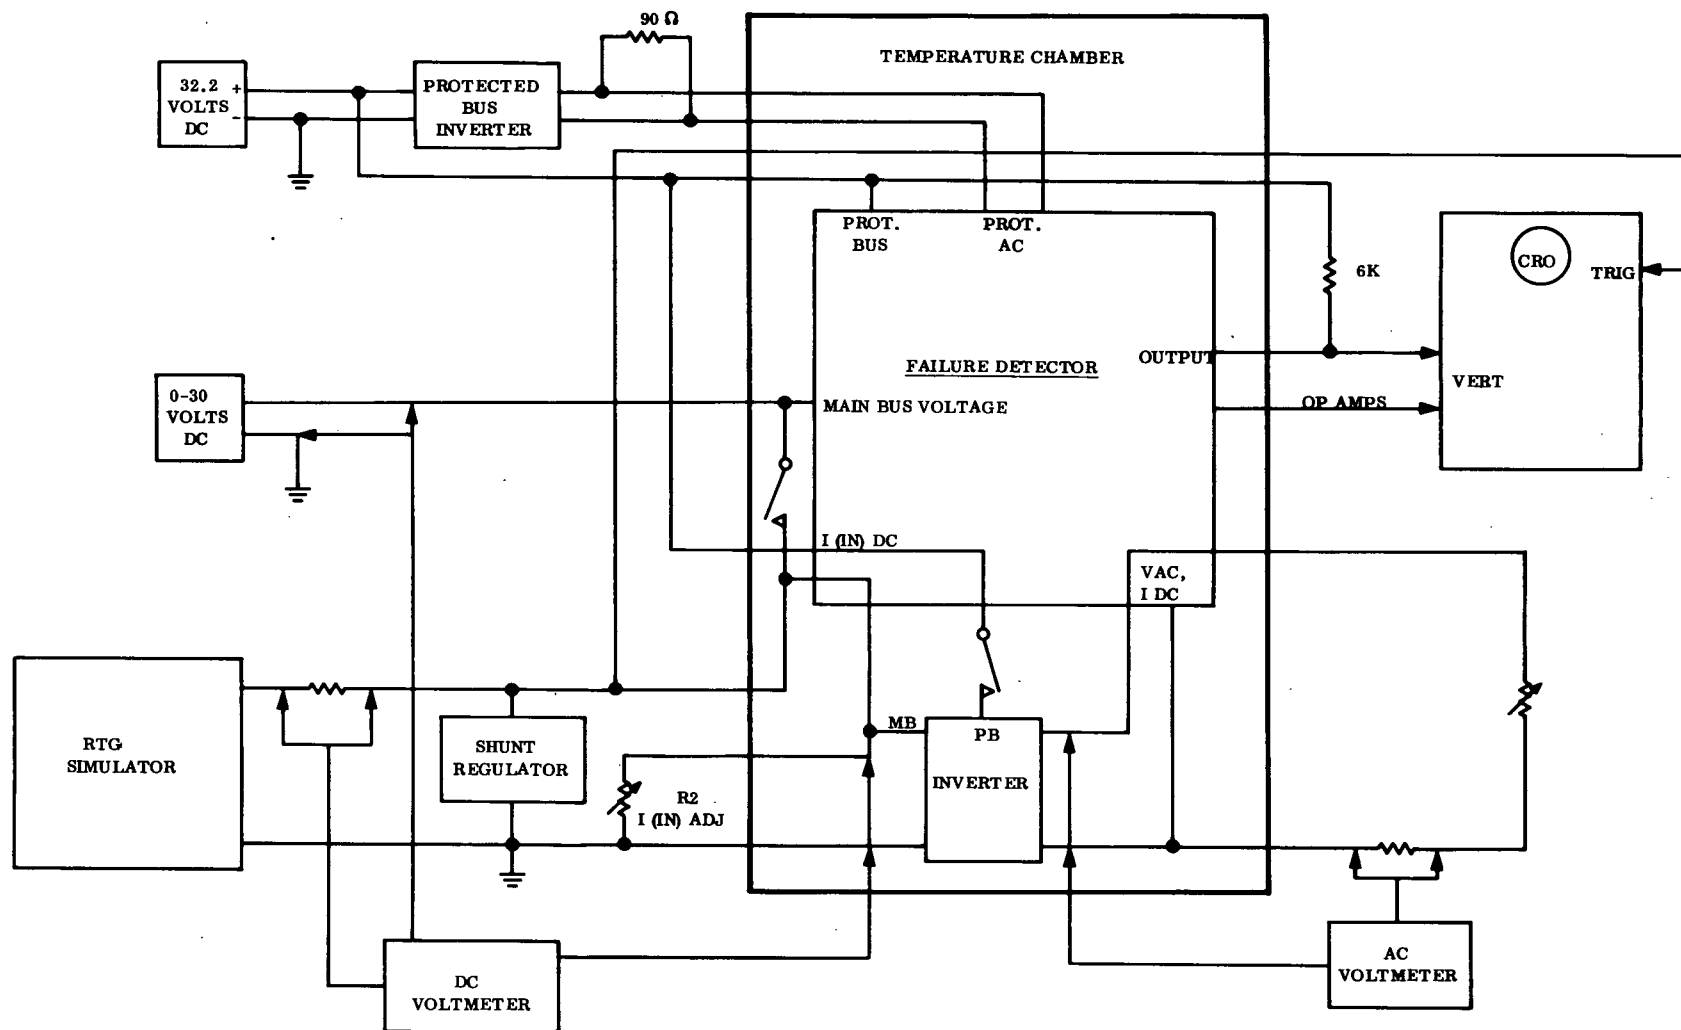 90 Ω
TEMPERATURE CHAMBER
32.2 +
VOLTS
DC -
PROTECTED
BUS
INVERTER
PROT.
BUS
PROT.
AC
CRO
TRIG
6K
OUTPUT
FAILURE DETECTOR
VERT
0-30
VOLTS
DC
MAIN BUS VOLTAGE
OP AMPS
I (IN) DC
VAC,
I DC
MB
PB
INVERTER
RTG
SIMULATOR
SHUNT
REGULATOR
R2
I (IN) ADJ
DC
VOLTMETER
AC
VOLTMETER